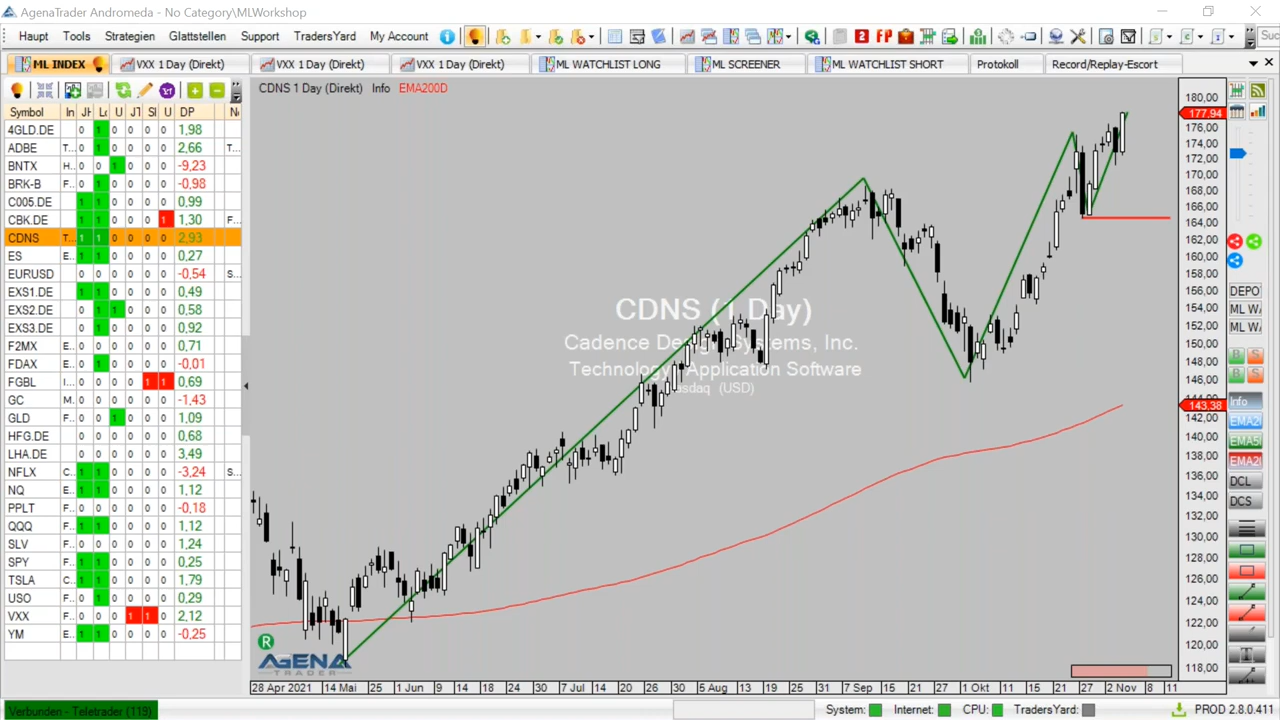 AgenaTrader Andromeda - No Category\MLWorkshop
Haupt Tools Strategien Glattstellen Support TradersYard My Account
ML INDEX VXX 1 Day (Direkt) VXX 1 Day (Direkt) VXX 1 Day (Direkt) ML WATCHLIST LONG ML SCREENER ML WATCHLIST SHORT Protokoll Record/Replay-Escort
CDNS 1 Day (Direkt) Info EMA200D
Symbol In JH Lc U JT SI U DP No
4GLD.DE 0 1 0 0 0 0 1,98
ADBE T... 0 1 0 0 0 0 2,66 T...
BNTX H... 0 0 1 0 0 0 -9,23
BRK-B F... 0 1 0 0 0 0 -0,98
C005.DE 1 1 0 0 0 0 0,99
CBK.DE 1 1 0 0 0 1 1,30 F...
CDNS T... 1 1 0 0 0 0 2,93
ES E... 1 1 0 0 0 0 0,27
EURUSD 0 0 0 0 0 0 -0,54 S...
EXS1.DE 1 1 0 0 0 0 0,49
EXS2.DE 0 1 1 0 0 0 0,58
EXS3.DE 0 1 0 0 0 0 0,92
F2MX E... 0 0 0 0 0 0 0,71
FDAX E... 0 1 0 0 0 0 -0,01
FGBL I... 0 0 0 0 1 1 0,69
GC M... 0 0 0 0 0 0 -1,43
GLD F... 0 0 1 0 0 0 1,09
HFG.DE 0 0 0 0 0 0 0,68
LHA.DE 0 0 0 0 0 0 3,49
NFLX C... 1 1 0 0 0 0 -3,24 S...
NQ E... 1 1 0 0 0 0 1,12
PPLT F... 0 0 0 0 0 0 -0,18
QQQ F... 1 1 0 0 0 0 1,12
SLV F... 0 0 0 0 0 0 1,24
SPY F... 1 1 0 0 0 0 0,25
TSLA C... 1 1 0 0 0 0 1,79
USO F... 0 1 0 0 0 0 0,29
VXX F... 0 0 0 1 1 0 2,12
YM E... 1 1 0 0 0 0 -0,25
CDNS (1 Day)
Cadence Design Systems, Inc.
Technology | Application Software
Nasdaq (USD)
180,00
177,94
176,00
174,00
172,00
170,00
168,00
166,00
164,00
162,00
160,00
158,00
156,00
154,00
152,00
150,00
148,00
146,00
144,00
143,38
142,00
140,00
138,00
136,00
134,00
132,00
130,00
128,00
126,00
124,00
122,00
120,00
118,00
DEPO
ML WA
ML WA
B S
B S
Info
EMA2
EMA5
EMA2
DCL
DCS
R
AGENA
TRADER
28 Apr 2021 14 Mai 25 1 Jun 9 14 18 24 30 7 Jul 14 20 26 30 5 Aug 13 19 25 31 7 Sep 15 21 27 1 Okt 11 15 21 27 2 Nov 8 11
Verbunden - Teletrader (119) System: Internet: CPU: TradersYard: PROD 2.8.0.411